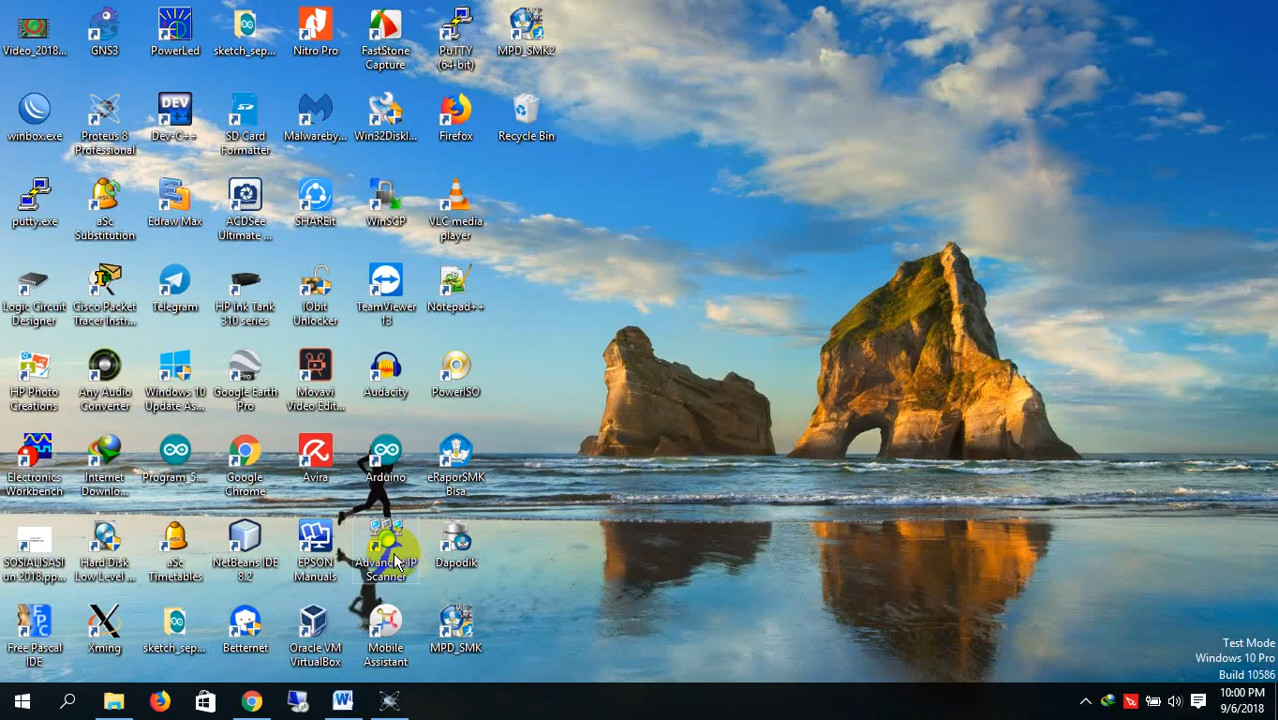 Video_2018...
GNS3
PowerLed
sketch_sep...
Nitro Pro
FastStone
Capture
PuTTY
(64-bit)
MPD_SMK2
winbox.exe
Proteus 8
Professional
Dev-C++
SD Card
Formatter
Malwareby...
Win32DiskI...
Firefox
Recycle Bin
putty.exe
aSc
Substitutions
Edraw Max
ACDSee
Ultimate ...
SHAREit
WinSCP
VLC media
player
Logic Circuit
Designer
Cisco Packet
Tracer Instr...
Telegram
HP Ink Tank
310 series
IObit
Unlocker
TeamViewer
13
Notepad++
HP Photo
Creations
Any Audio
Converter
Windows 10
Update As...
Google Earth
Pro
Movavi
Video Edit...
Audacity
PowerISO
Electronics
Workbench
Internet
Downlo...
Program_S...
Google
Chrome
Avira
Arduino
eRaporSMK
Bisa
SOSIALISASI
un 2018.pp...
Hard Disk
Low Level ...
aSc
Timetables
NetBeans IDE
8.2
EPSON
Manuals
Advanced IP
Scanner
Dapodik
Free Pascal
IDE
Xming
sketch_sep...
Betternet
Oracle VM
VirtualBox
Mobile
Assistant
MPD_SMK
Test Mode
Windows 10 Pro
Build 10586
10:00 PM
9/6/2018